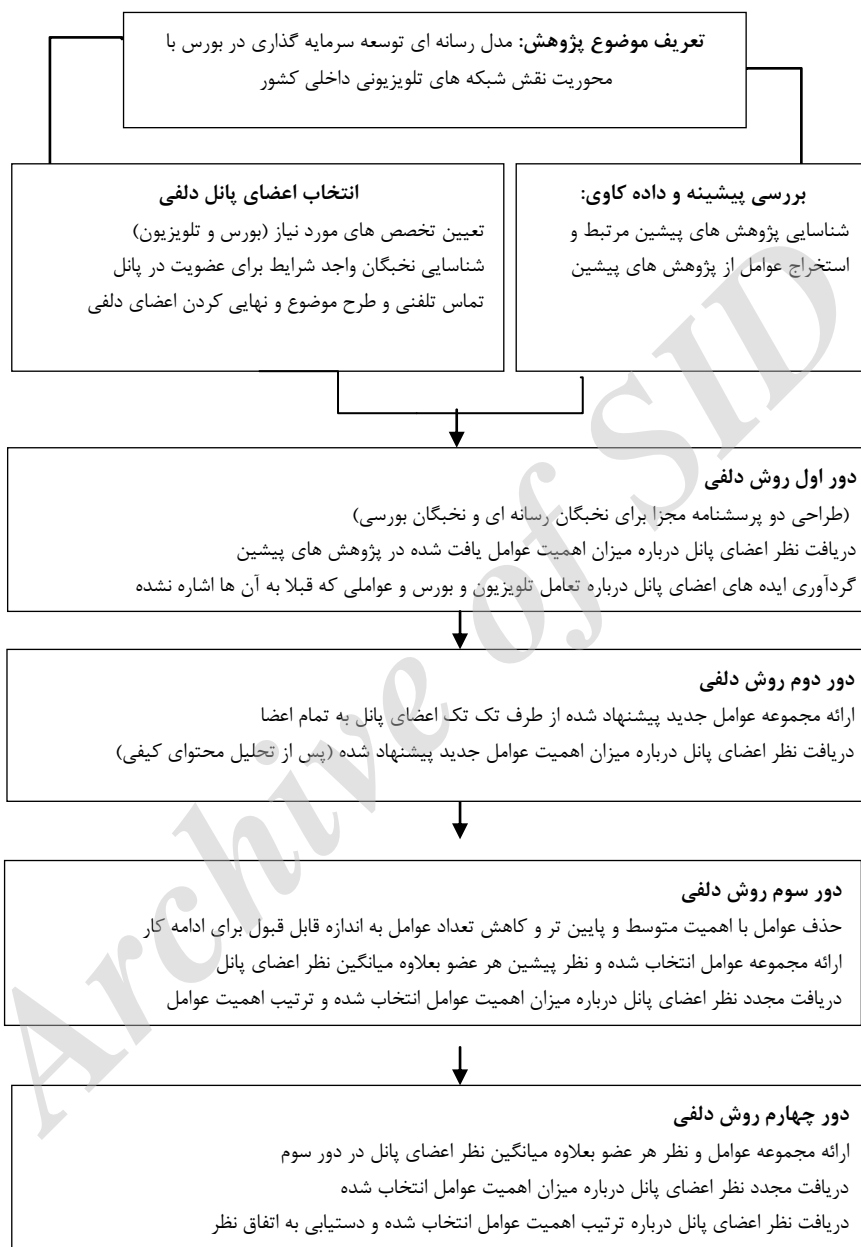 تعریف موضوع پژوهش: مدل رسانه ای توسعه سرمایه گذاری در بورس با
محوریت نقش شبکه های تلویزیونی داخلی کشور
بررسی پیشینه و داده کاوی:
شناسایی پژوهش های پیشین مرتبط و
استخراج عوامل از پژوهش های پیشین
انتخاب اعضای پانل دلفی
تعیین تخصص های مورد نیاز (بورس و تلویزیون)
شناسایی نخبگان واجد شرایط برای عضویت در پانل
تماس تلفنی و طرح موضوع و نهایی کردن اعضای دلفی
دور اول روش دلفی
(طراحی دو پرسشنامه مجزا برای نخبگان رسانه ای و نخبگان بورسی)
دریافت نظر اعضای پانل درباره میزان اهمیت عوامل یافت شده در پژوهش های پیشین
گردآوری ایده های اعضای پانل درباره تعامل تلویزیون و بورس و عواملی که قبلا به آن ها اشاره نشده
دور دوم روش دلفی
ارائه مجموعه عوامل جدید پیشنهاد شده از طرف تک تک اعضای پانل به تمام اعضا
دریافت نظر اعضای پانل درباره میزان اهمیت عوامل جدید پیشنهاد شده (پس از تحلیل محتوای کیفی)
دور سوم روش دلفی
حذف عوامل با اهمیت متوسط و پایین تر و کاهش تعداد عوامل به اندازه قابل قبول برای ادامه کار
ارائه مجموعه عوامل انتخاب شده و نظر پیشین هر عضو بعلاوه میانگین نظر اعضای پانل
دریافت مجدد نظر اعضای پانل درباره میزان اهمیت عوامل انتخاب شده و ترتیب اهمیت عوامل
دور چهارم روش دلفی
ارائه مجموعه عوامل و نظر هر عضو بعلاوه میانگین نظر اعضای پانل در دور سوم
دریافت مجدد نظر اعضای پانل درباره میزان اهمیت عوامل انتخاب شده
دریافت نظر اعضای پانل درباره ترتیب اهمیت عوامل انتخاب شده و دستیابی به اتفاق نظر
Archive of SID